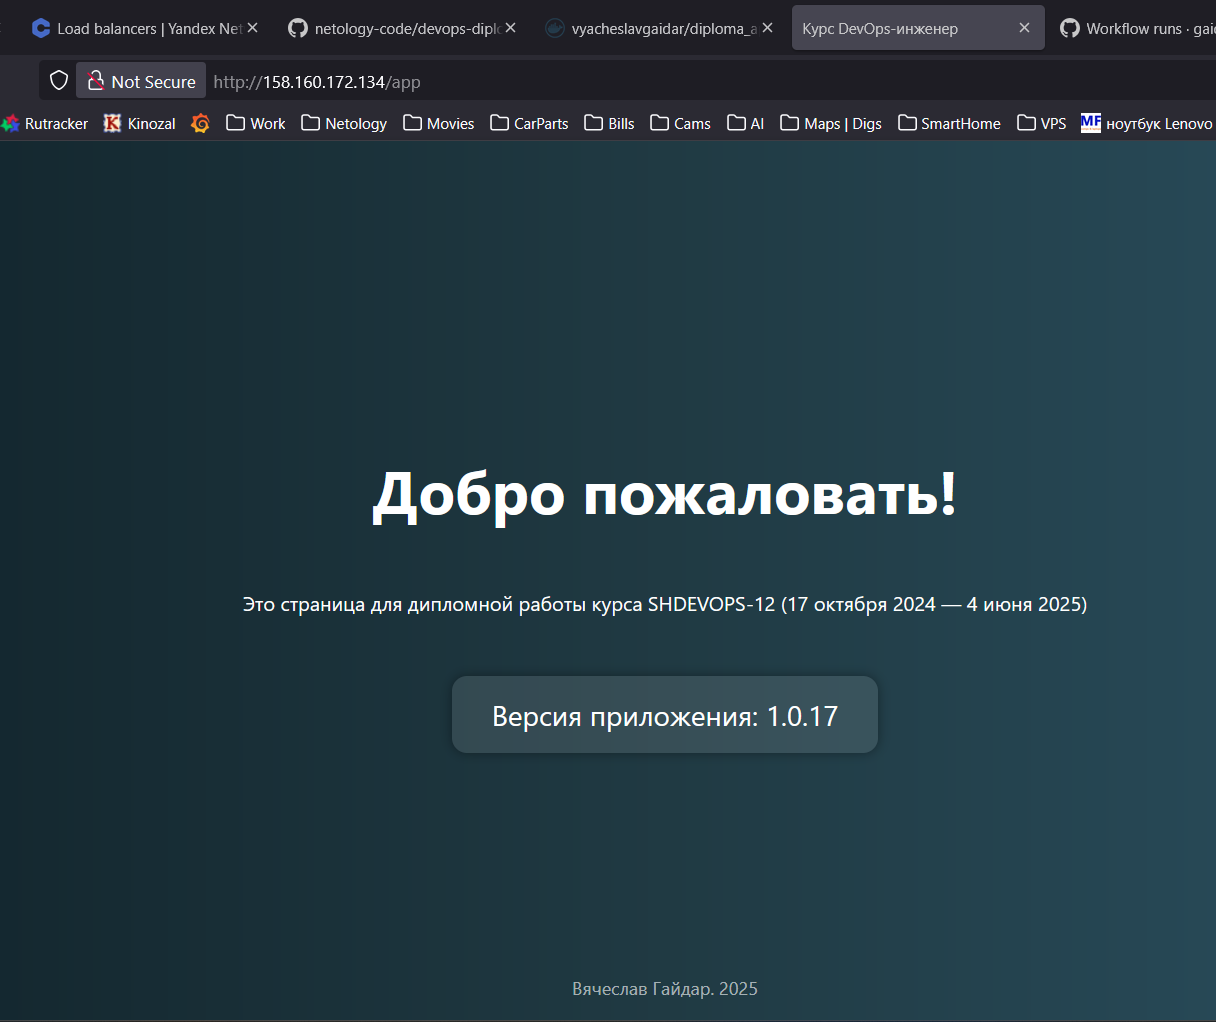 Load balancers | Yandex Net
netology-code/devops-diplo
vyacheslavgaidar/diploma_a
Курс DevOps-инженер
Workflow runs · gai
Not Secure
http://158.160.172.134/app
Rutracker
K Kinozal
Work
Netology
Movies
CarParts
Bills
Cams
AI
Maps | Digs
SmartHome
VPS
MF ноутбук Lenovo
Добро пожаловать!
Это страница для дипломной работы курса SHDEVOPS-12 (17 октября 2024 — 4 июня 2025)
Версия приложения: 1.0.17
Вячеслав Гайдар. 2025